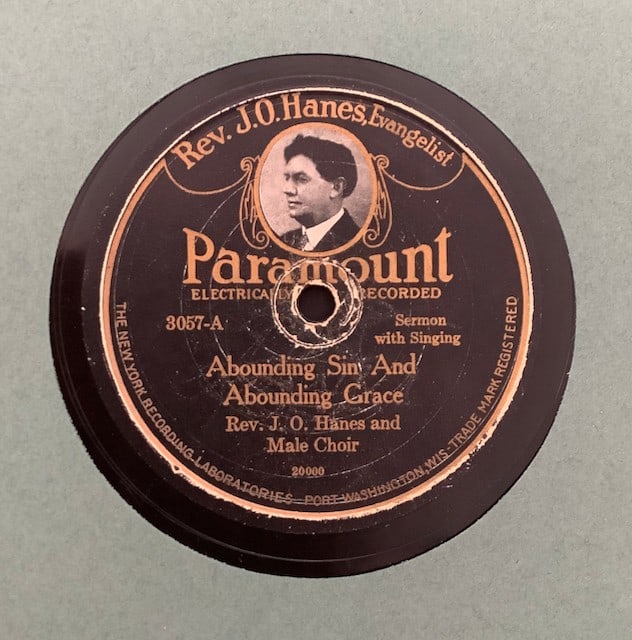 Rev. J.O. Hanes, Evangelist
Paramount
ELECTRICALLY RECORDED
3057-A
Sermon
with Singing
Abounding Sin And
Abounding Grace
Rev. J. O. Hanes and
Male Choir
20000
THE NEW YORK RECORDING LABORATORIES - PORT WASHINGTON, WIS - TRADE MARK REGISTERED